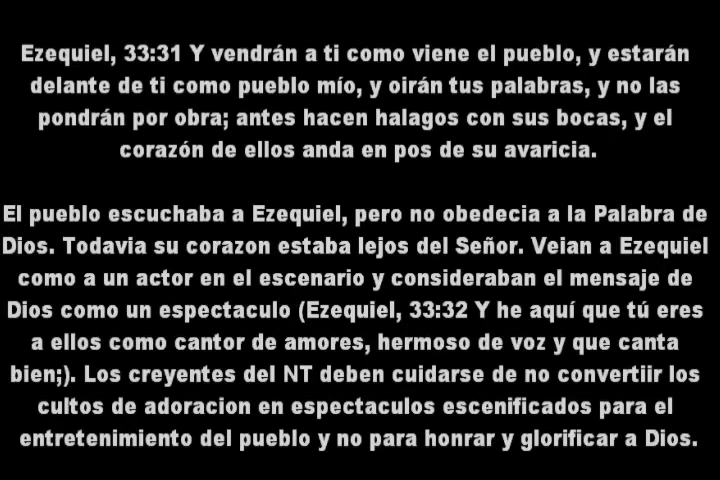 Ezequiel, 33:31 Y vendrán a ti como viene el pueblo, y estarán
delante de ti como pueblo mío, y oirán tus palabras, y no las
pondrán por obra; antes hacen halagos con sus bocas, y el
corazón de ellos anda en pos de su avaricia.
El pueblo escuchaba a Ezequiel, pero no obedecia a la Palabra de
Dios. Todavia su corazon estaba lejos del Señor. Veian a Ezequiel
como a un actor en el escenario y consideraban el mensaje de
Dios como un espectaculo (Ezequiel, 33:32 Y he aquí que tú eres
a ellos como cantor de amores, hermoso de voz y que canta
bien;). Los creyentes del NT deben cuidarse de no convertiir los
cultos de adoracion en espectaculos escenificados para el
entretenimiento del pueblo y no para honrar y glorificar a Dios.